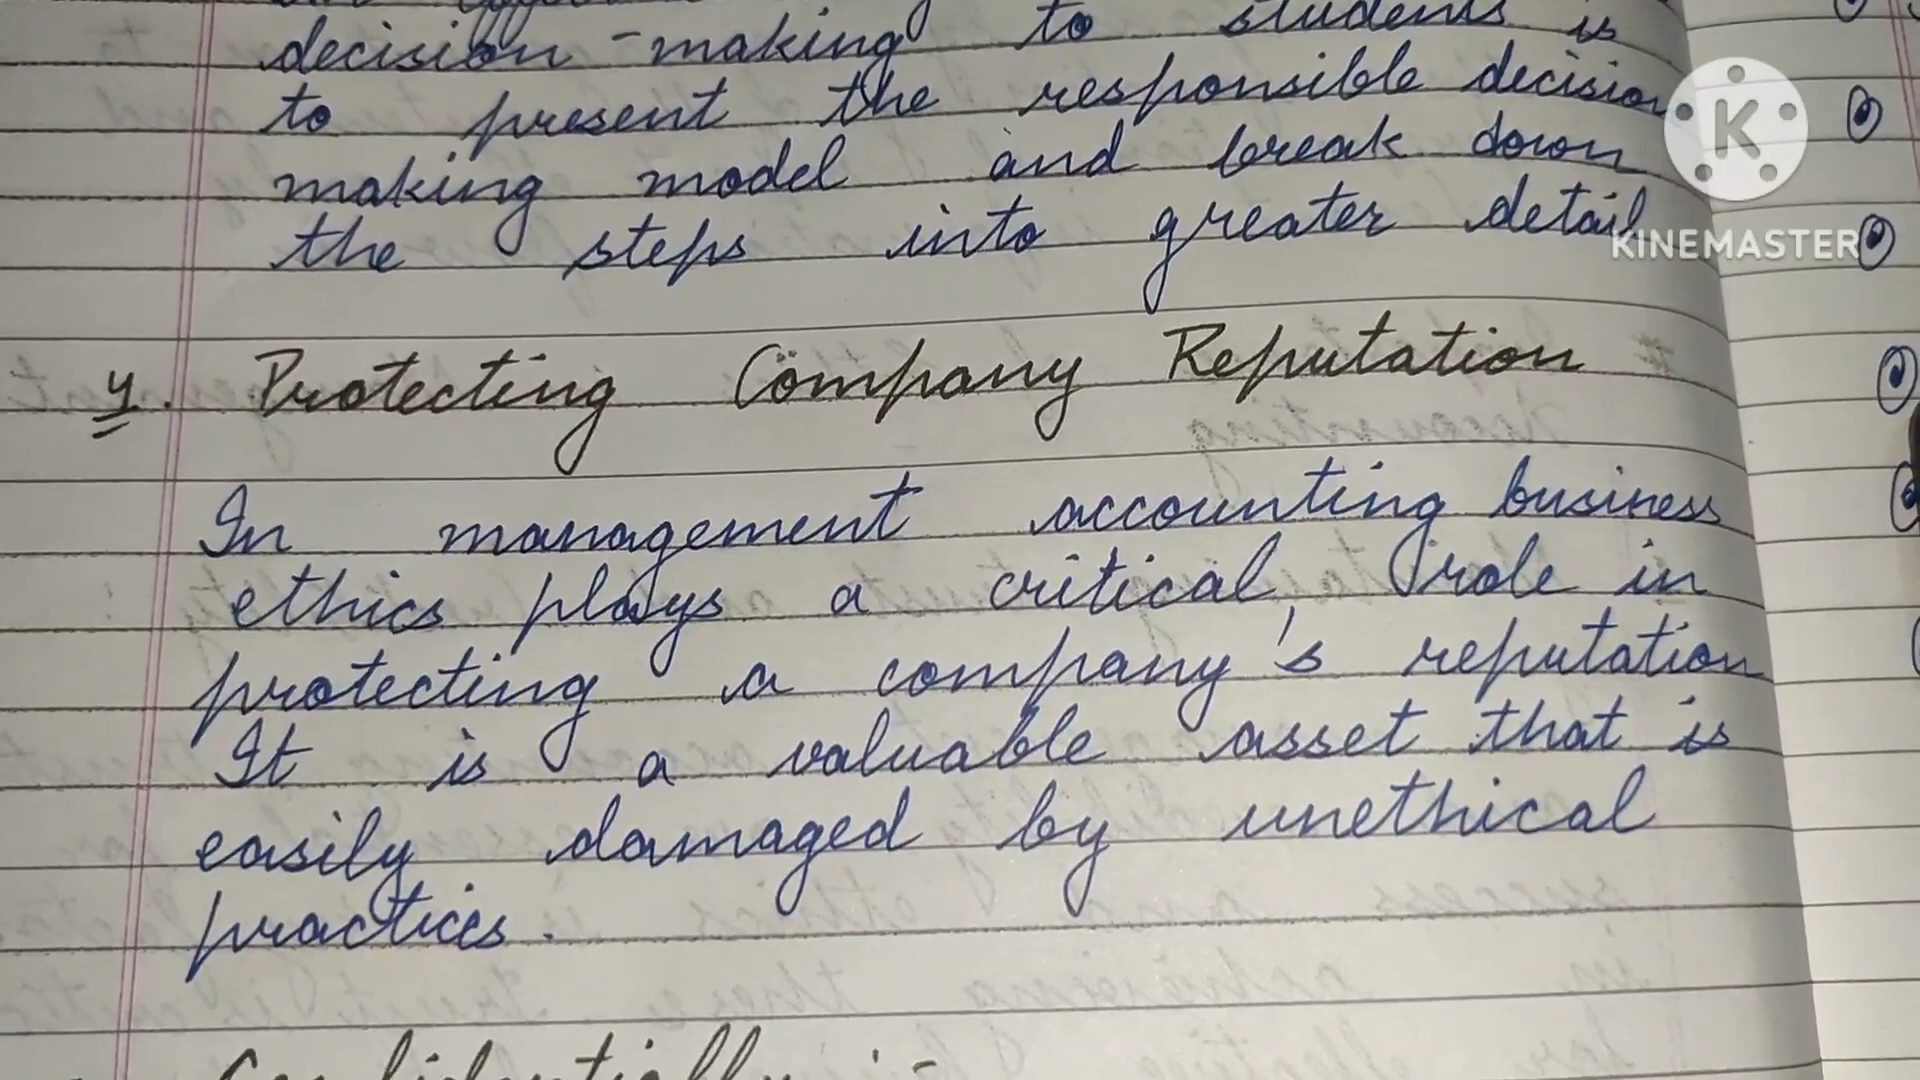 decision-making to students is
to present the responsible decision
making model and break down
the steps into greater detail
KINEMASTER
4. Protecting Company Reputation
In management accounting business
ethics plays a critical role in
protecting a company's reputation
It is a valuable asset that is
easily damaged by unethical
practices.
Confidentially :-